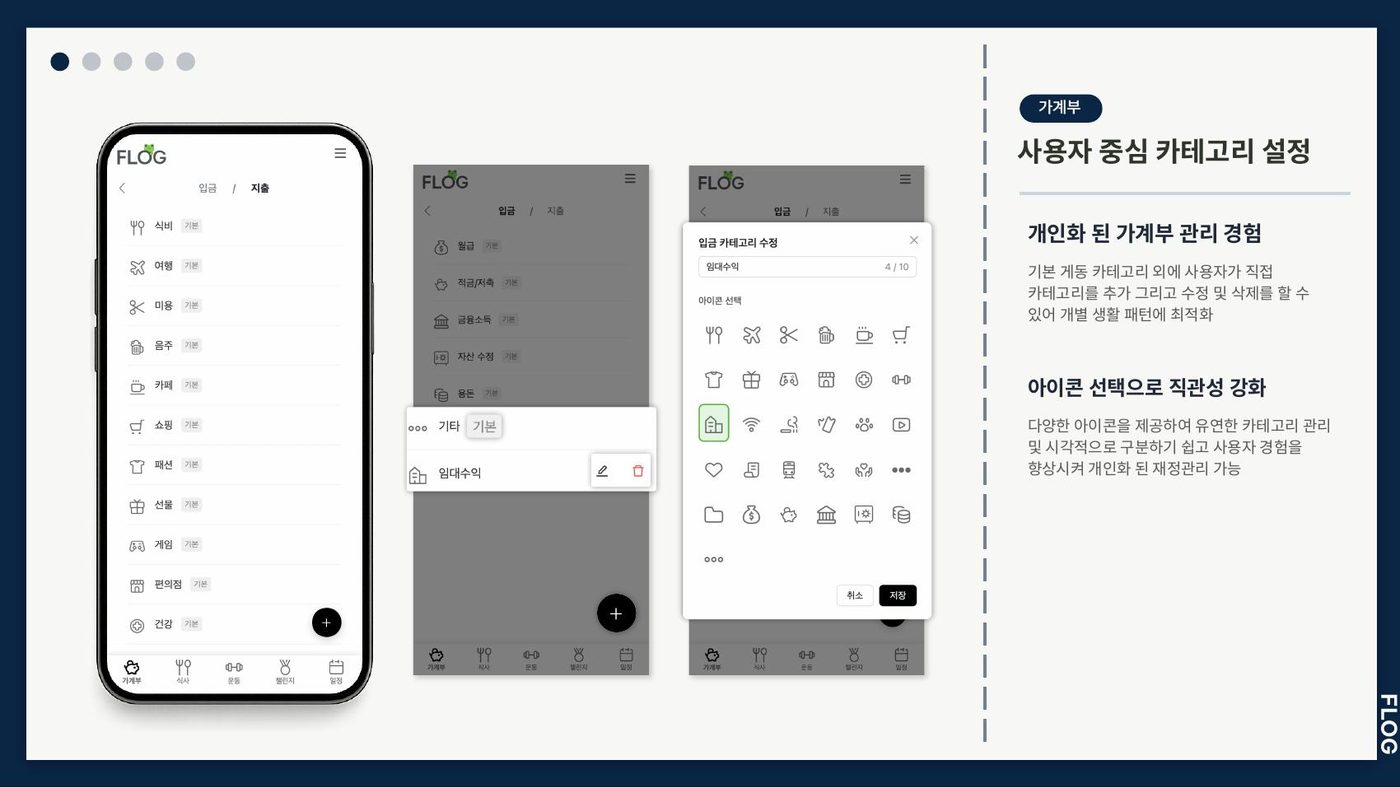 FLOG
입금 / 지출
식비 기본
여행 기본
미용 기본
음주 기본
카페 기본
쇼핑 기본
패션 기본
선물 기본
게임 기본
편의점 기본
건강 기본
가계부 식사 운동 챌린지 일정
FLOG
입금 / 지출
월급 기본
적금/저축 기본
금융소득 기본
자산 수정 기본
용돈 기본
기타 기본
임대수익
가계부 식사 운동 챌린지 일정
FLOG
입금 / 지출
입금 카테고리 수정
임대수익 4 / 10
아이콘 선택
취소 저장
가계부 식사 운동 챌린지 일정
가계부
사용자 중심 카테고리 설정
개인화 된 가계부 관리 경험
기본 게동 카테고리 외에 사용자가 직접
카테고리를 추가 그리고 수정 및 삭제를 할 수
있어 개별 생활 패턴에 최적화
아이콘 선택으로 직관성 강화
다양한 아이콘을 제공하여 유연한 카테고리 관리
및 시각적으로 구분하기 쉽고 사용자 경험을
향상시켜 개인화 된 재정관리 가능
FLOG